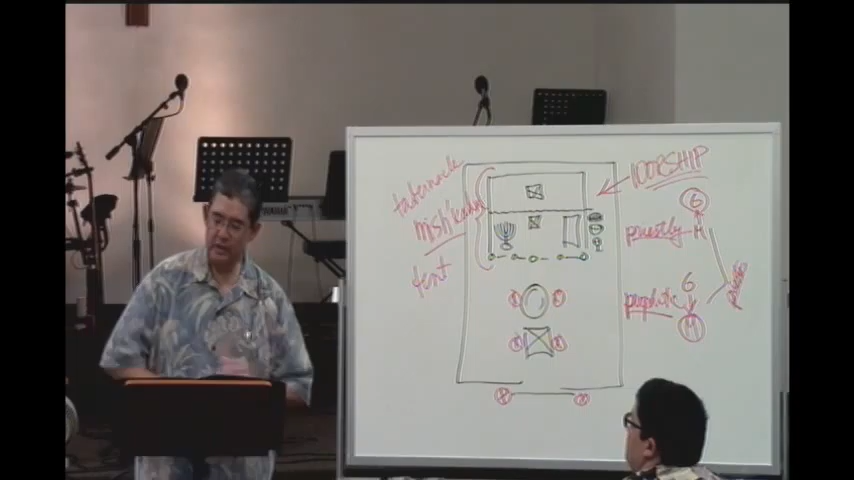 tabernacle
mish'kahn
tent
WORSHIP
G
priestly M
G
prophetic
M